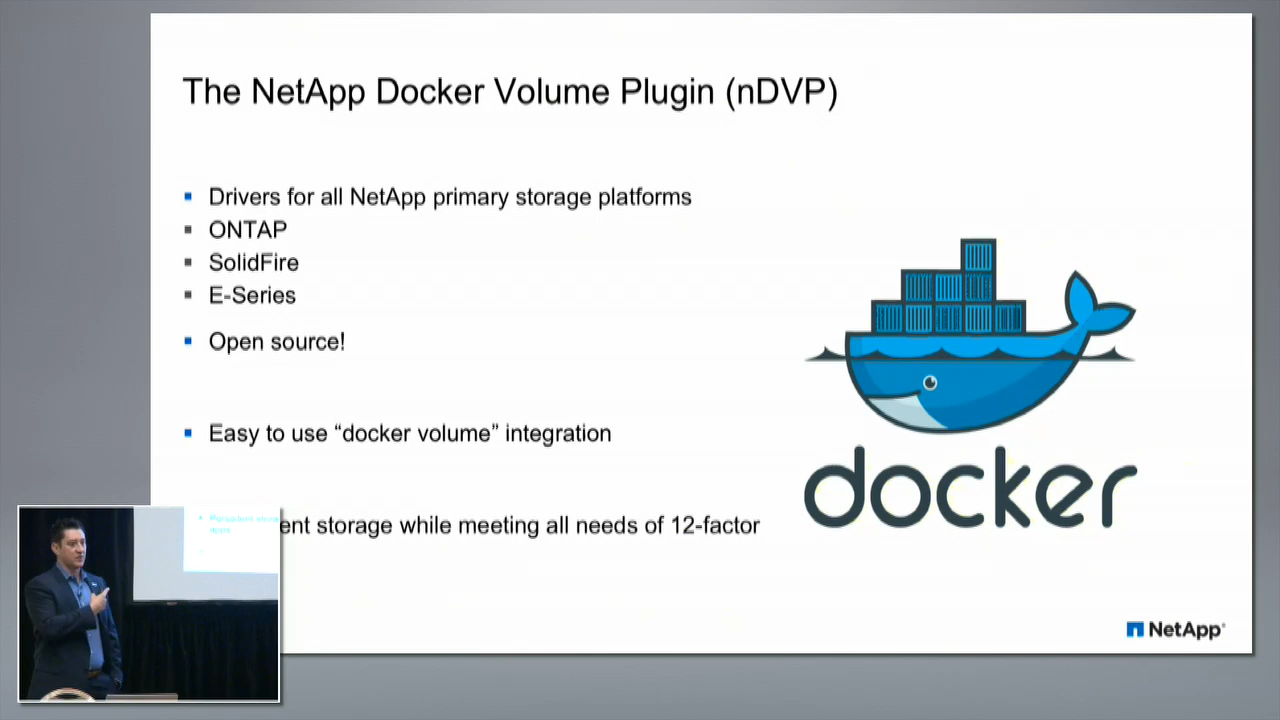 The NetApp Docker Volume Plugin (nDVP)
Drivers for all NetApp primary storage platforms
ONTAP
SolidFire
E-Series
Open source!
Easy to use “docker volume” integration
ent storage while meeting all needs of 12-factor
docker
NetApp